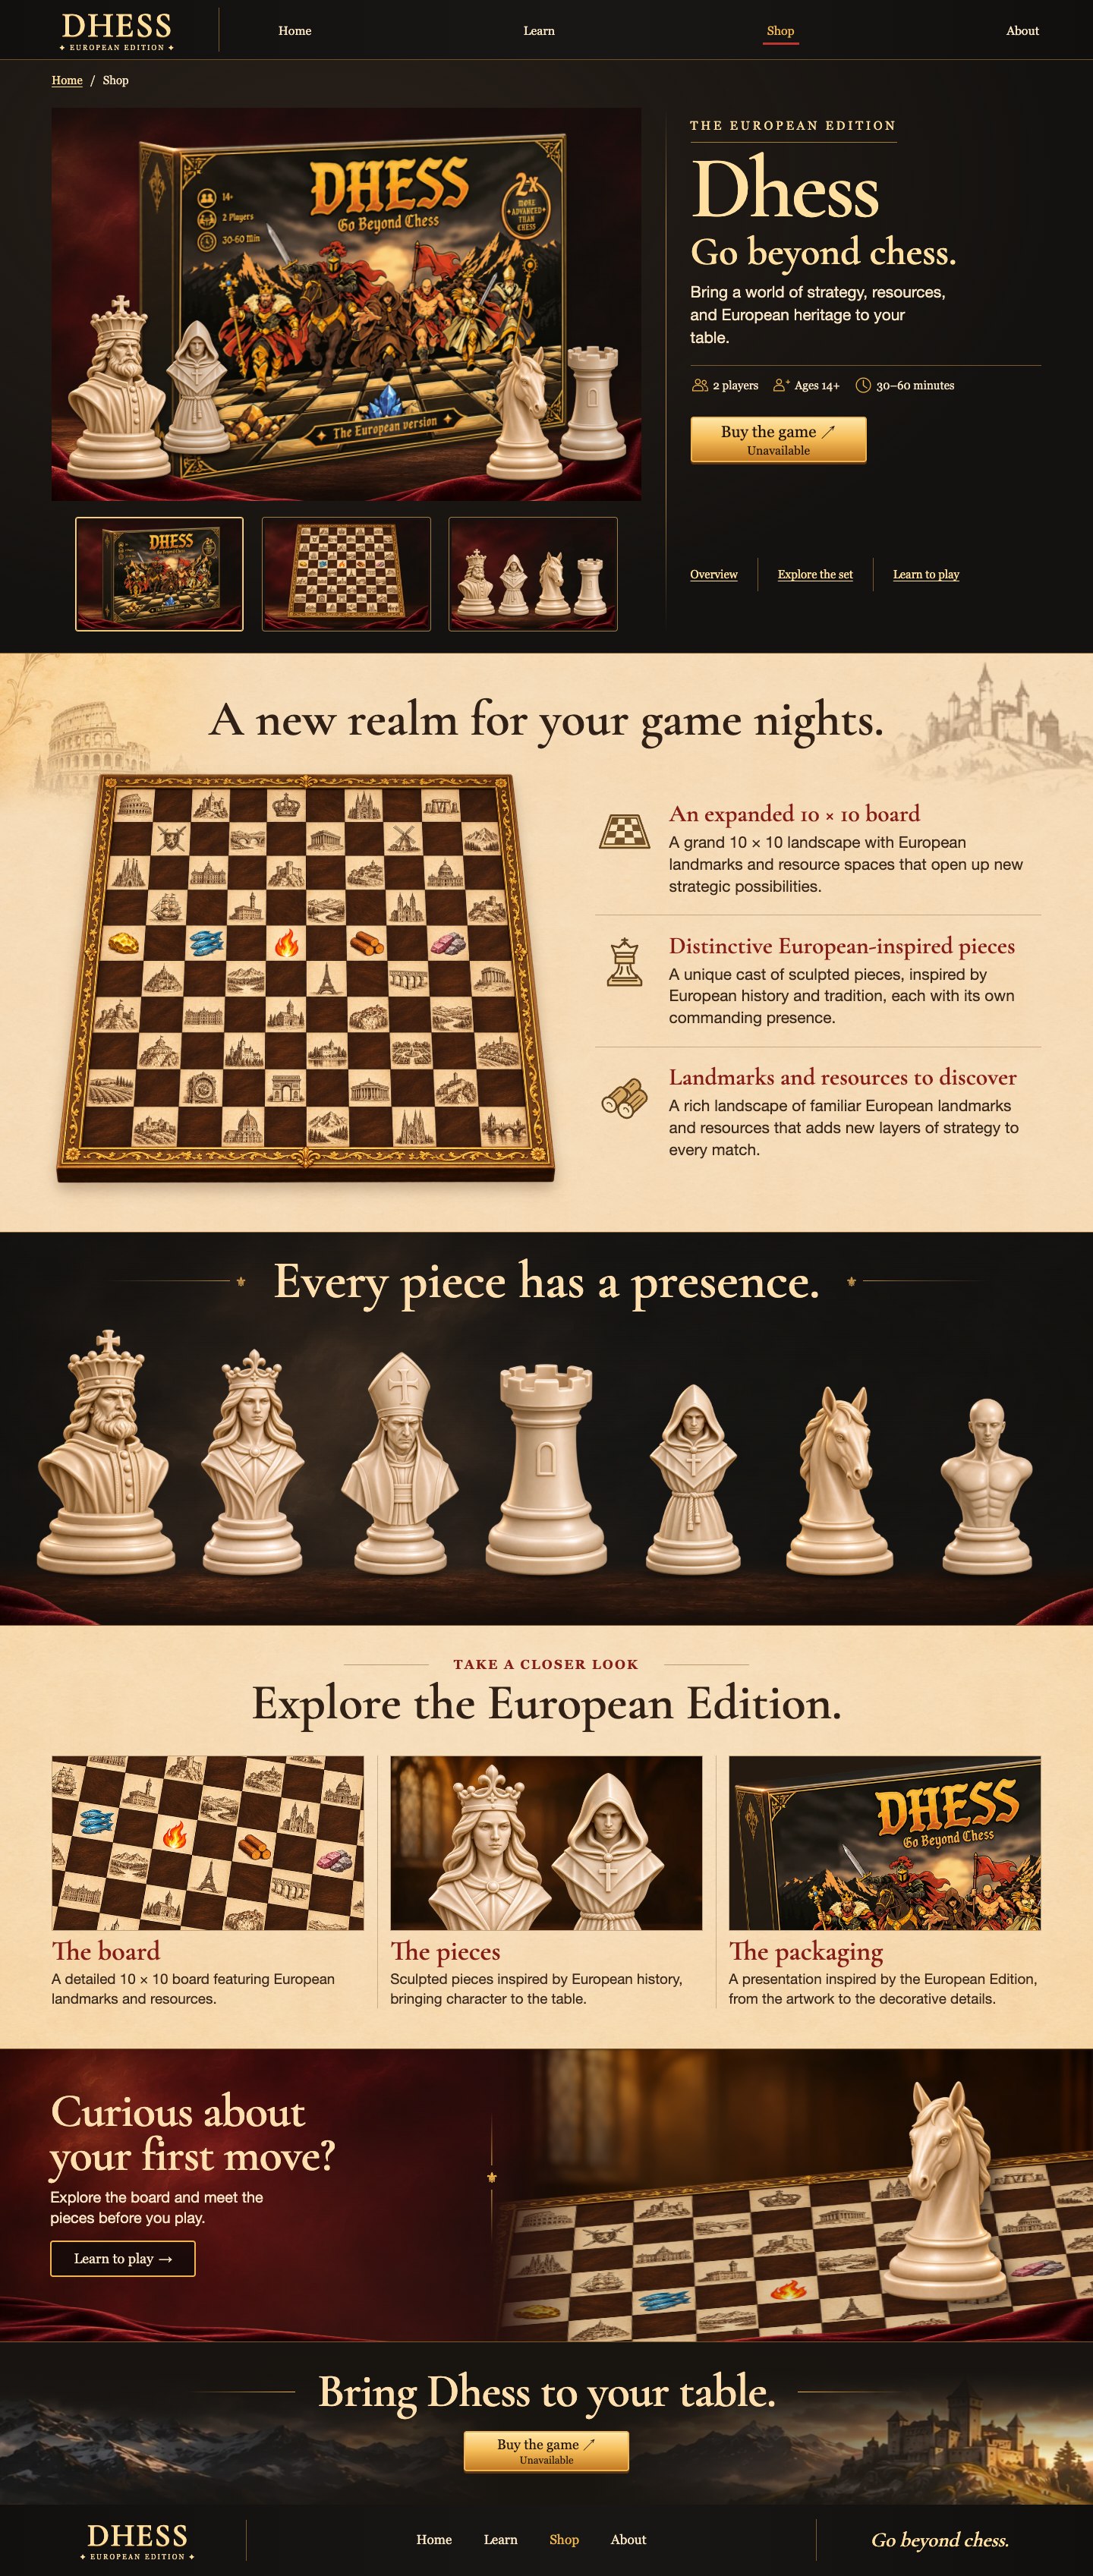 DHESS
EUROPEAN EDITION
Home
Learn
Shop
About
Home / Shop
DHESS
Go Beyond Chess
14+
2 Players
30-60 Min
2x
MORE
ADVANCED
THAN
CHESS
The European version
THE EUROPEAN EDITION
Dhess
Go beyond chess.
Bring a world of strategy, resources,
and European heritage to your
table.
2 players
Ages 14+
30–60 minutes
Buy the game ↗
Unavailable
DHESS
Overview
Explore the set
Learn to play
A new realm for your game nights.
An expanded 10 × 10 board
A grand 10 × 10 landscape with European
landmarks and resource spaces that open up new
strategic possibilities.
Distinctive European-inspired pieces
A unique cast of sculpted pieces, inspired by
European history and tradition, each with its own
commanding presence.
Landmarks and resources to discover
A rich landscape of familiar European landmarks
and resources that adds new layers of strategy to
every match.
Every piece has a presence.
TAKE A CLOSER LOOK
Explore the European Edition.
DHESS
Go Beyond Chess
The board
A detailed 10 × 10 board featuring European
landmarks and resources.
The pieces
Sculpted pieces inspired by European history,
bringing character to the table.
The packaging
A presentation inspired by the European Edition,
from the artwork to the decorative details.
Curious about
your first move?
Explore the board and meet the
pieces before you play.
Learn to play →
Bring Dhess to your table.
Buy the game ↗
Unavailable
DHESS
EUROPEAN EDITION
Home
Learn
Shop
About
Go beyond chess.